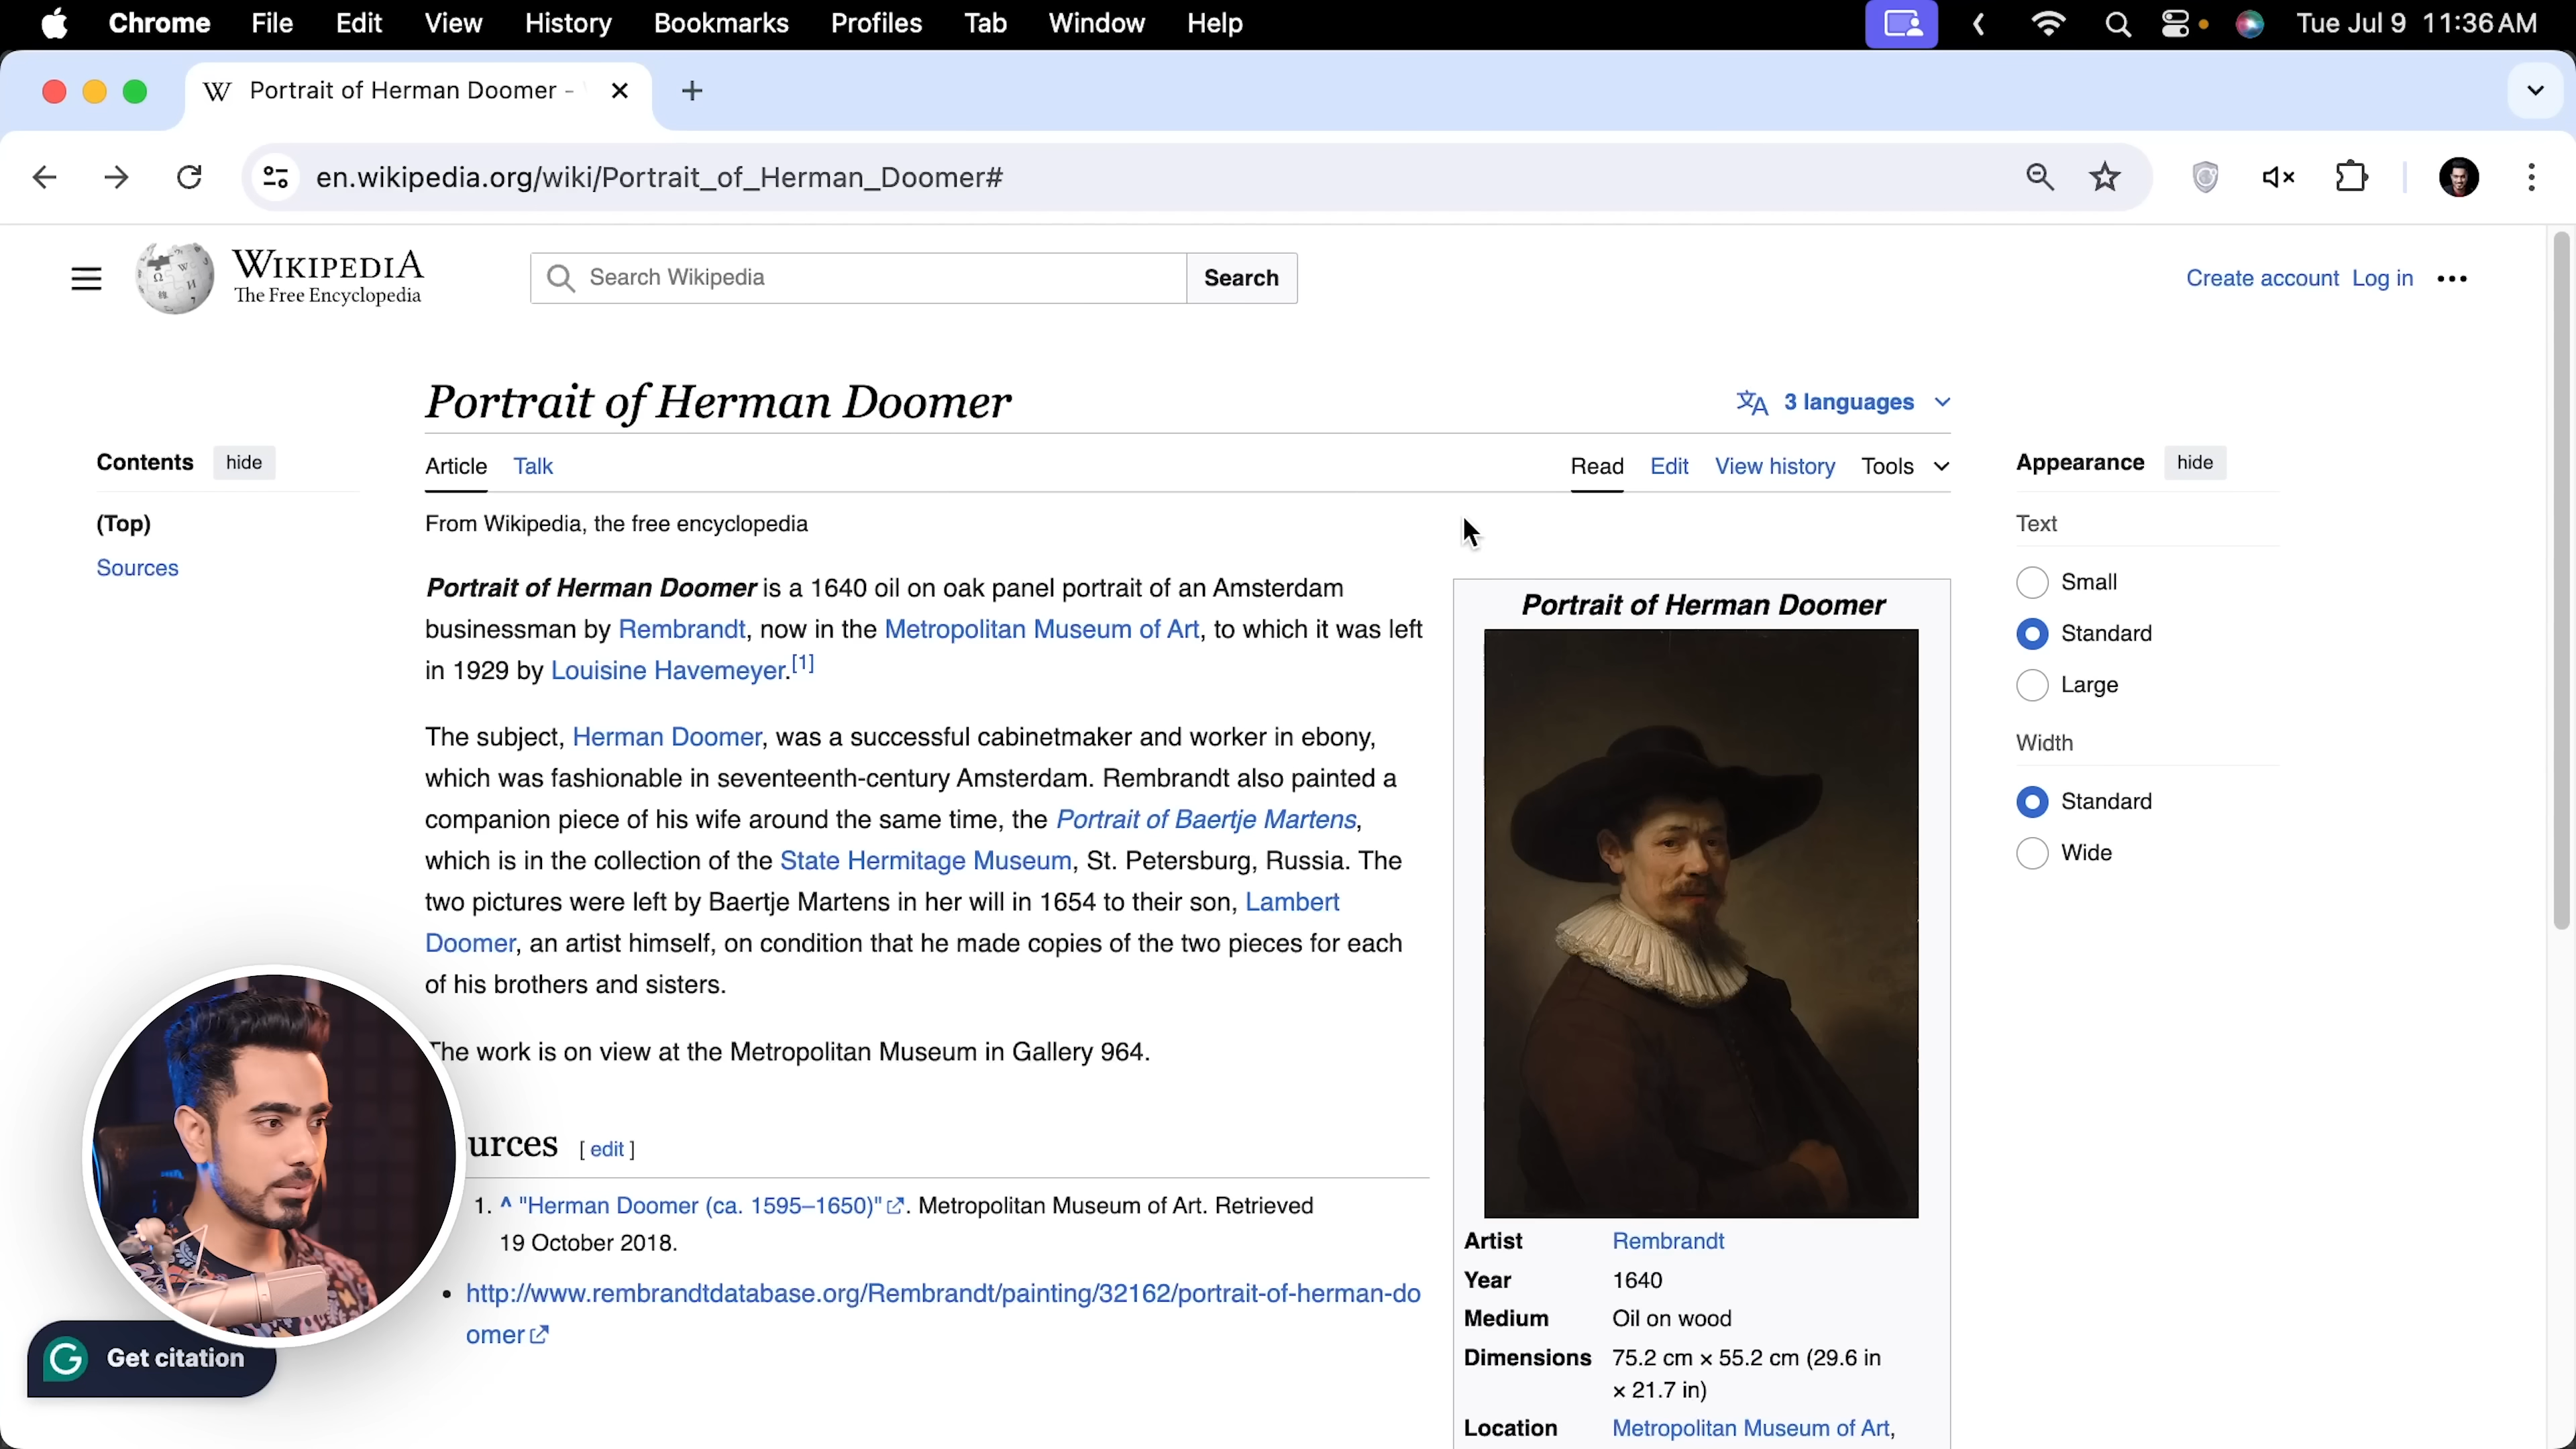 Chrome File Edit View History Bookmarks Profiles Tab Window Help Tue Jul 9 11:36 AM
W Portrait of Herman Doomer -
en.wikipedia.org/wiki/Portrait_of_Herman_Doomer#
WIKIPEDIA
The Free Encyclopedia
Search Wikipedia Search
Create account Log in
Portrait of Herman Doomer
3 languages
Contents hide
(Top)
Sources
Article Talk
Read Edit View history Tools
From Wikipedia, the free encyclopedia
Portrait of Herman Doomer is a 1640 oil on oak panel portrait of an Amsterdam
businessman by Rembrandt, now in the Metropolitan Museum of Art, to which it was left
in 1929 by Louisine Havemeyer.[1]
The subject, Herman Doomer, was a successful cabinetmaker and worker in ebony,
which was fashionable in seventeenth-century Amsterdam. Rembrandt also painted a
companion piece of his wife around the same time, the Portrait of Baertje Martens,
which is in the collection of the State Hermitage Museum, St. Petersburg, Russia. The
two pictures were left by Baertje Martens in her will in 1654 to their son, Lambert
Doomer, an artist himself, on condition that he made copies of the two pieces for each
of his brothers and sisters.
The work is on view at the Metropolitan Museum in Gallery 964.
urces [ edit ]
1. ^ "Herman Doomer (ca. 1595–1650)". Metropolitan Museum of Art. Retrieved
19 October 2018.
• http://www.rembrandtdatabase.org/Rembrandt/painting/32162/portrait-of-herman-do
omer
Portrait of Herman Doomer
Artist Rembrandt
Year 1640
Medium Oil on wood
Dimensions 75.2 cm × 55.2 cm (29.6 in
× 21.7 in)
Location Metropolitan Museum of Art,
Appearance hide
Text
Small
Standard
Large
Width
Standard
Wide
Get citation